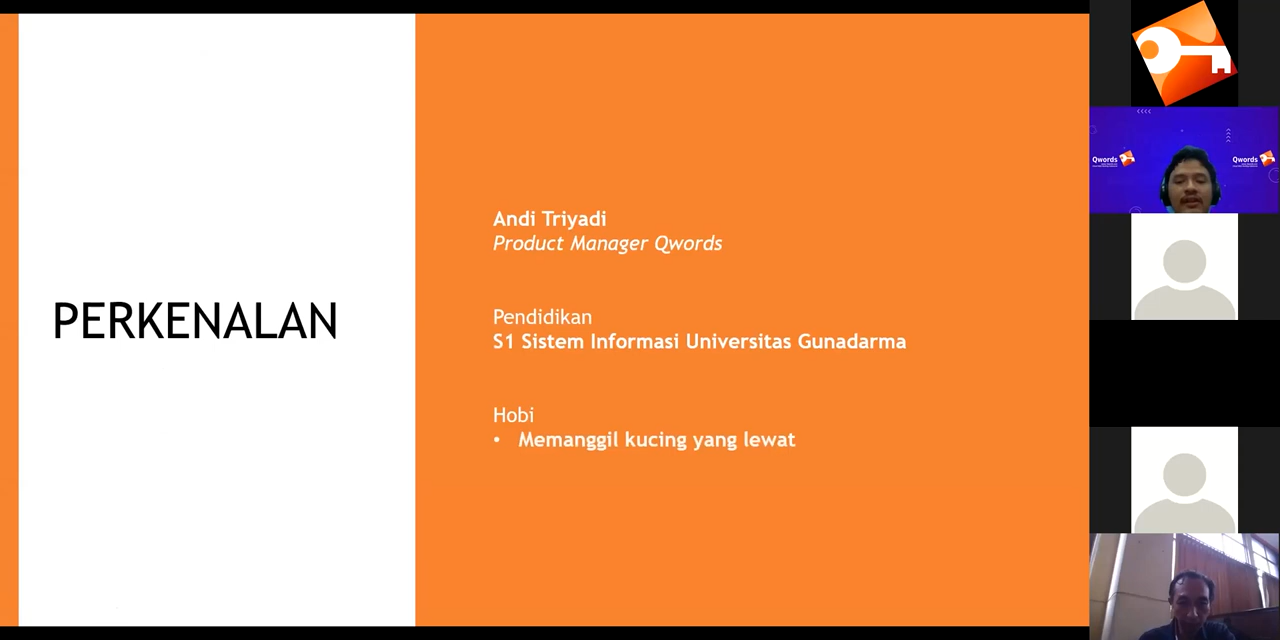 PERKENALAN
Andi Triyadi
Product Manager Qwords
Pendidikan
S1 Sistem Informasi Universitas Gunadarma
Hobi
• Memanggil kucing yang lewat
Qwords
Qwords